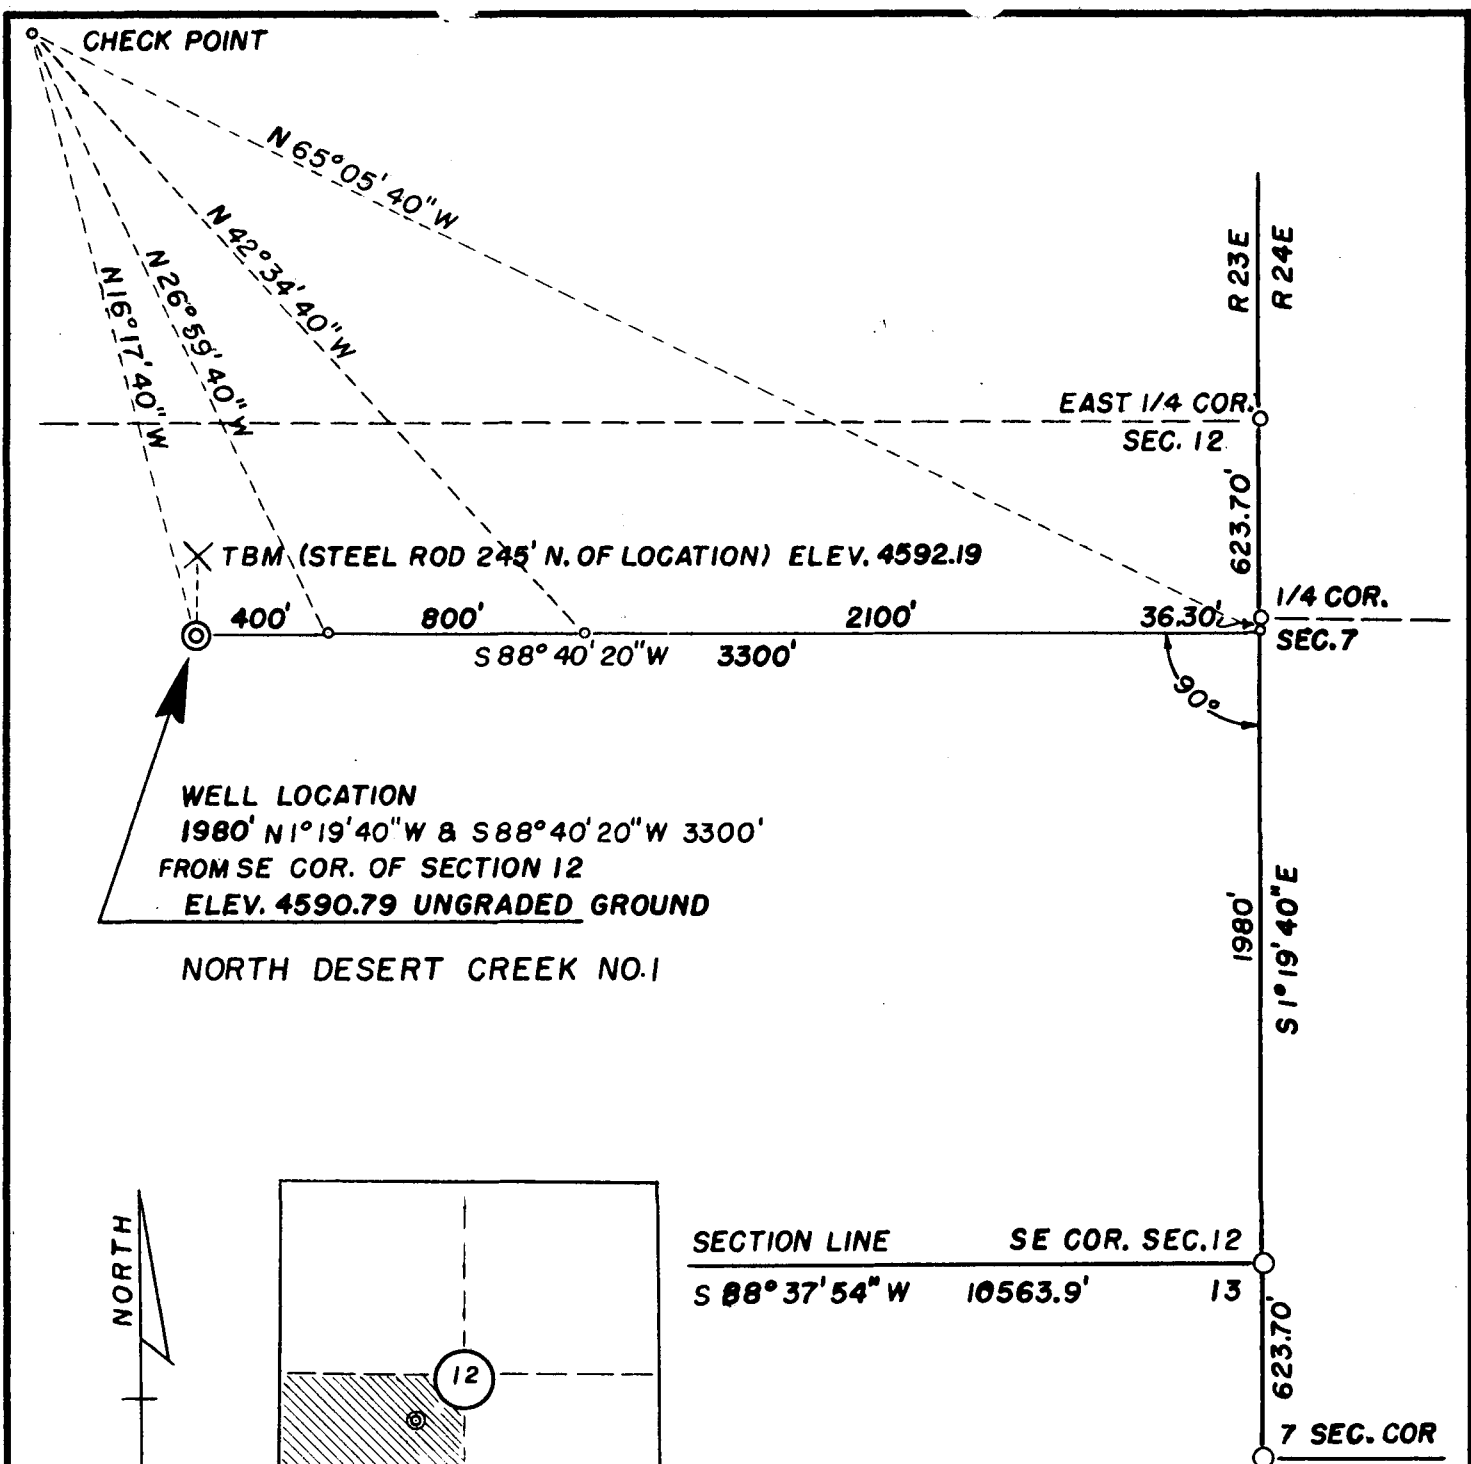 CHECK POINT
N 65°05'40"W
N 42°34'40"W
N 26°59'40"W
N 16°17'40"W
R 23E
R 24E
EAST 1/4 COR.
SEC. 12
623.70'
TBM (STEEL ROD 245' N. OF LOCATION) ELEV. 4592.19
400'
800'
2100'
36.30'
1/4 COR.
SEC. 7
S 88°40'20"W 3300'
90°
WELL LOCATION
1980' N 1°19'40"W & S 88°40'20"W 3300'
FROM SE COR. OF SECTION 12
ELEV. 4590.79 UNGRADED GROUND
NORTH DESERT CREEK NO. 1
1980'
S 1°19'40"E
NORTH
12
SECTION LINE SE COR. SEC. 12
S 88°37'54"W 10563.9' 13
623.70'
7 SEC. COR